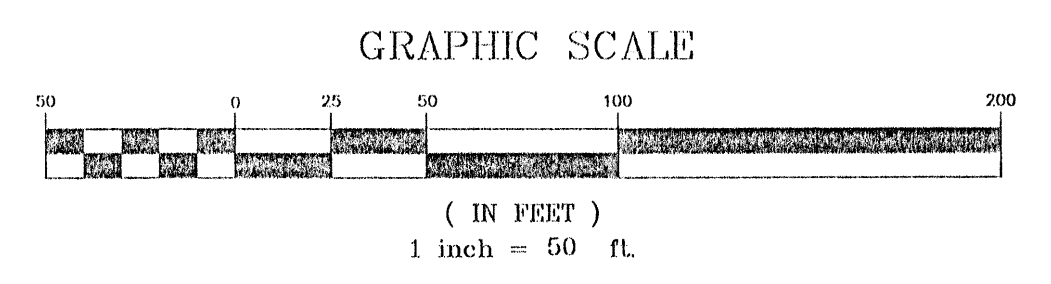 GRAPHIC SCALE
50 0 25 50 100 200
( IN FEET )
1 inch = 50 ft.